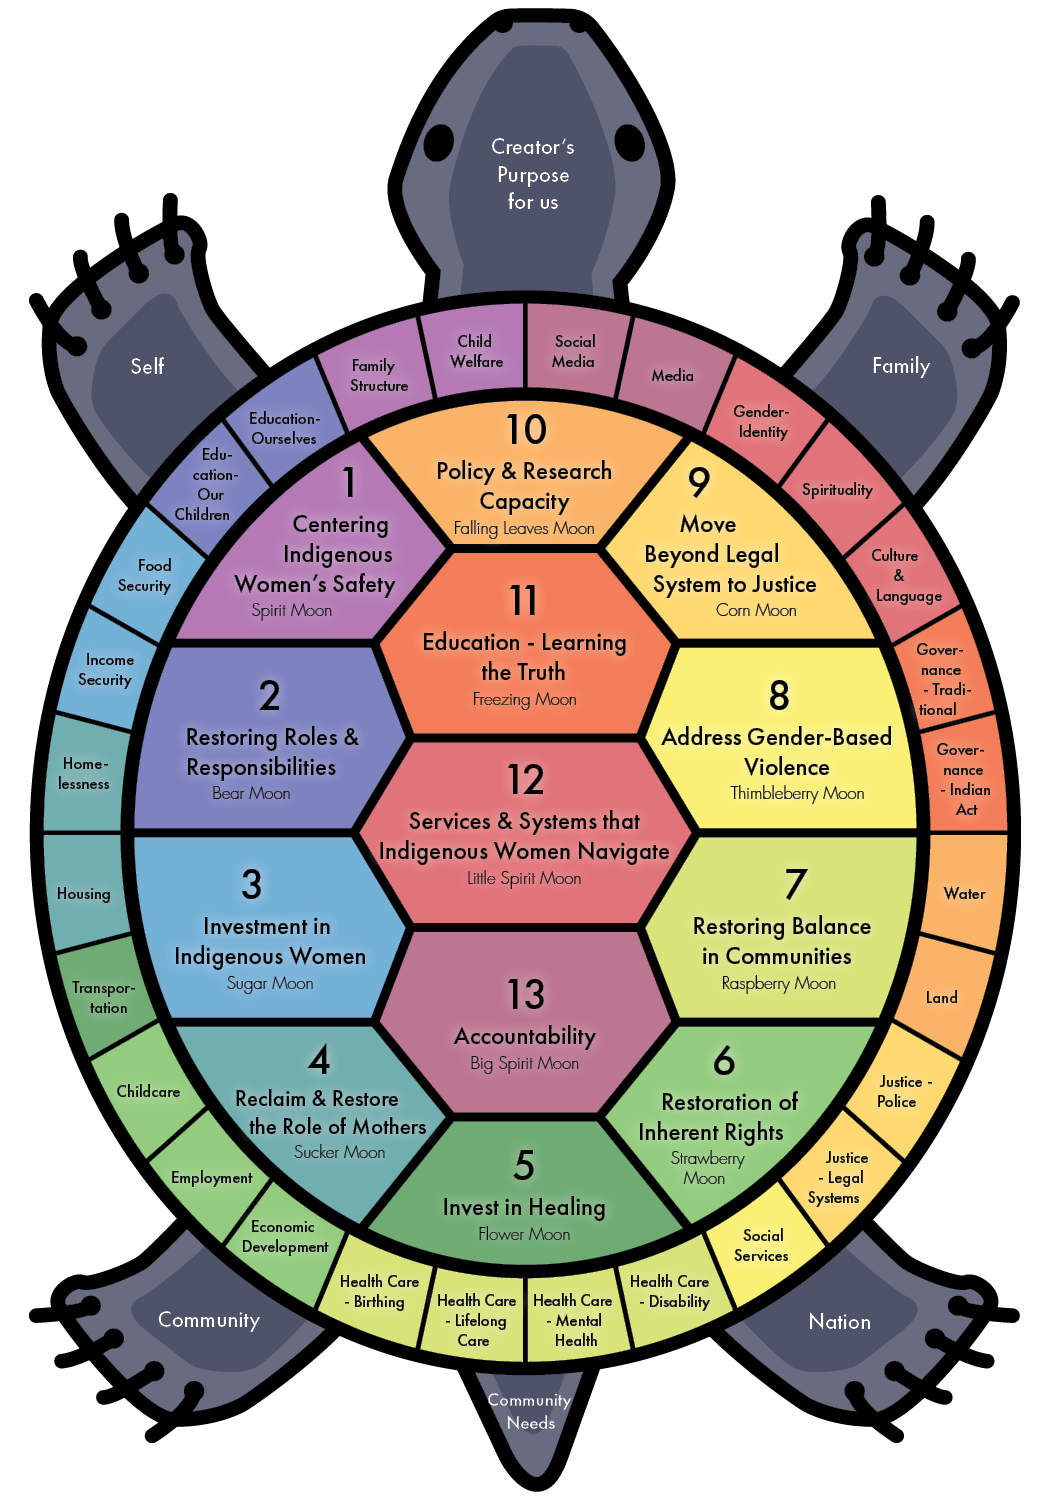 Creator's
Purpose
for us
Self
Family
Child
Welfare
Social
Media
Family
Structure
Media
Education-
Ourselves
Gender-
Identity
Edu-
cation-
Our
Children
Spirituality
Food
Security
Culture
&
Language
Income
Security
Gover-
nance
- Tradi-
tional
Home-
lessness
Gover-
nance
- Indian
Act
Housing
Water
Transpor-
tation
Land
Childcare
Justice -
Police
Employment
Justice
- Legal
Systems
Economic
Development
Social
Services
Health Care
- Birthing
Health Care
- Lifelong
Care
Health Care
- Mental
Health
Health Care
- Disability
10
Policy & Research
Capacity
Falling Leaves Moon
1
Centering
Indigenous
Women's Safety
Spirit Moon
9
Move
Beyond Legal
System to Justice
Corn Moon
11
Education - Learning
the Truth
Freezing Moon
2
Restoring Roles &
Responsibilities
Bear Moon
8
Address Gender-Based
Violence
Thimbleberry Moon
12
Services & Systems that
Indigenous Women Navigate
Little Spirit Moon
3
Investment in
Indigenous Women
Sugar Moon
7
Restoring Balance
in Communities
Raspberry Moon
13
Accountability
Big Spirit Moon
4
Reclaim & Restore
the Role of Mothers
Sucker Moon
6
Restoration of
Inherent Rights
Strawberry
Moon
5
Invest in Healing
Flower Moon
Community
Nation
Community
Needs